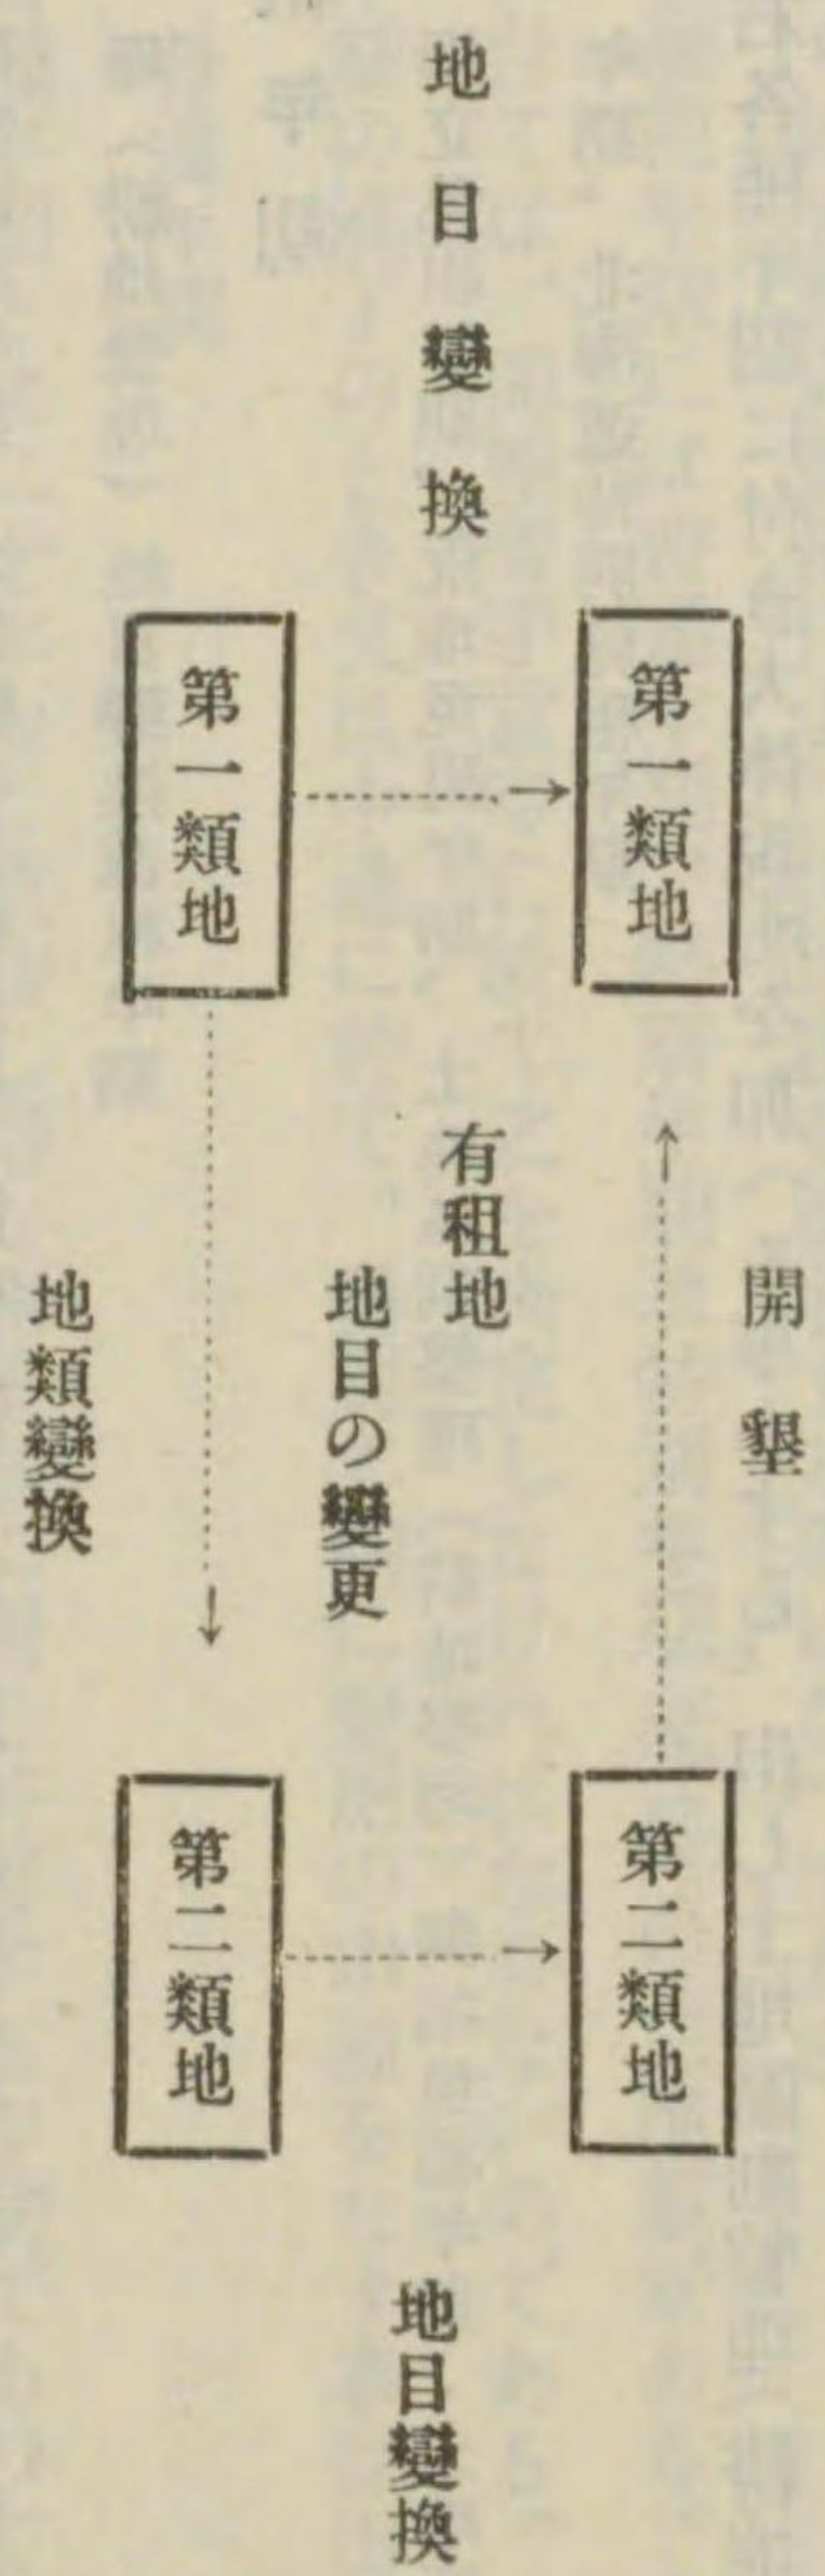 開墾
第一類地
第二類地
地目變換
有租地
地目の變更
地目變換
第一類地
第二類地
地類變換